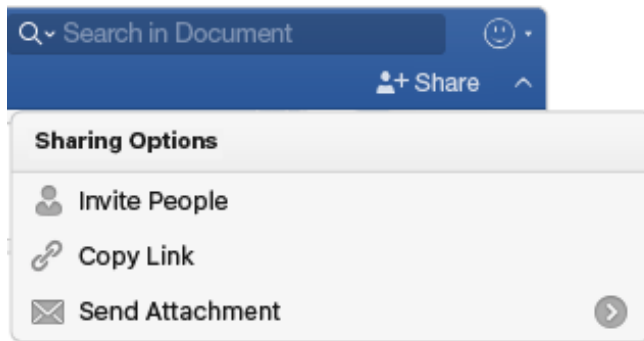 Search in Document
Share
Sharing Options
Invite People
Copy Link
Send Attachment